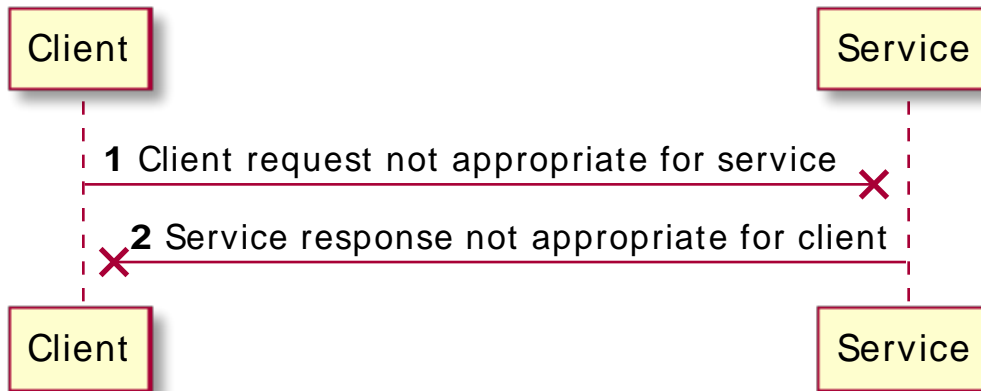 Client Service
1 Client request not appropriate for service
2 Service response not appropriate for client
Client Service